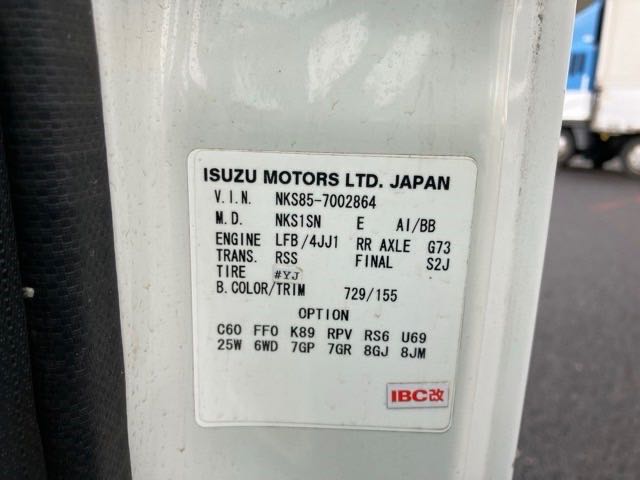 ISUZU MOTORS LTD. JAPAN
V.I.N. NKS85-7002864
M.D. NKS1SN E AI/BB
ENGINE LFB/4JJ1 RR AXLE G73
TRANS. RSS FINAL S2J
TIRE #YJ
B.COLOR/TRIM 729/155
OPTION
C60 FF0 K89 RPV RS6 U69
25W 6WD 7GP 7GR 8GJ 8JM
IBC改